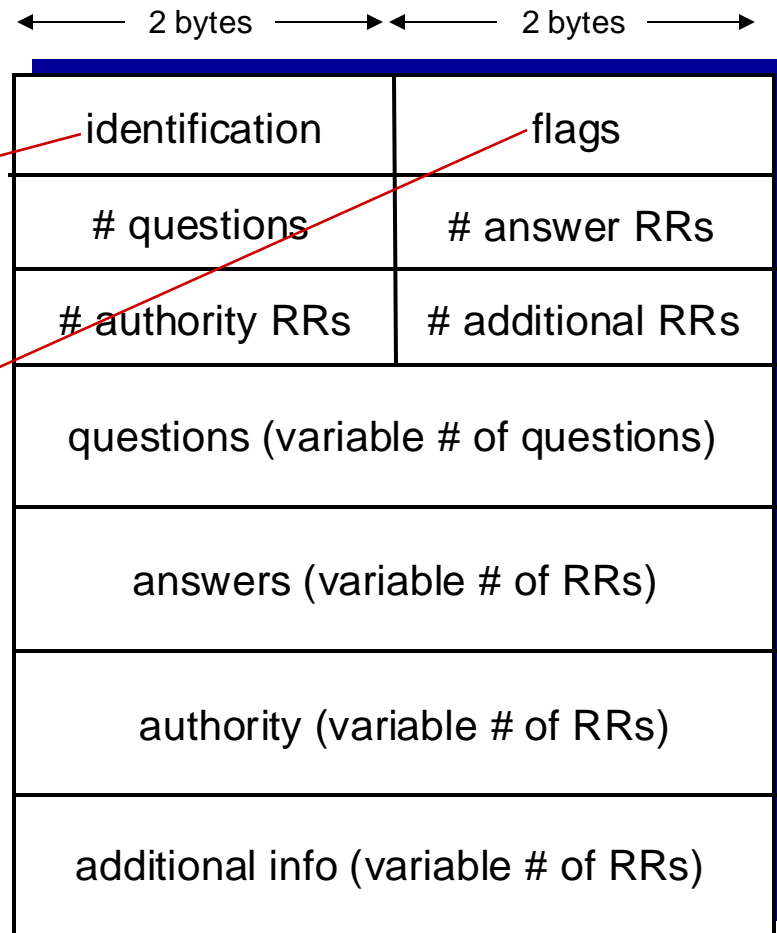 2 bytes 2 bytes
identification flags
# questions # answer RRs
# authority RRs # additional RRs
questions (variable # of questions)
answers (variable # of RRs)
authority (variable # of RRs)
additional info (variable # of RRs)